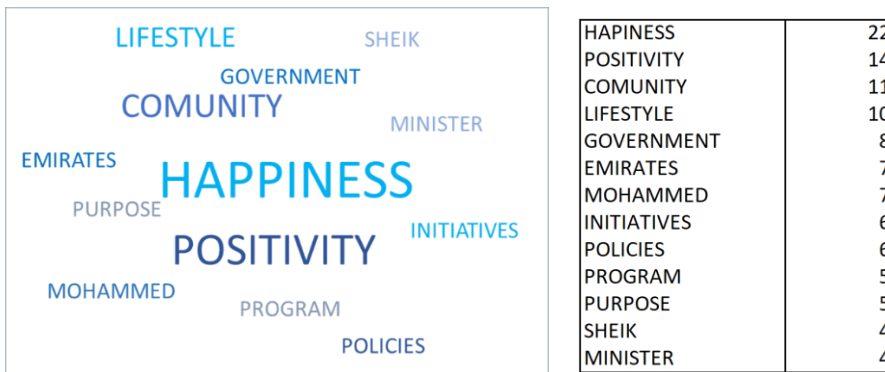 LIFESTYLE SHEIK
GOVERNMENT
COMUNITY
MINISTER
EMIRATES
HAPPINESS
PURPOSE
INITIATIVES
POSITIVITY
MOHAMMED
PROGRAM
POLICIES
HAPINESS 22
POSITIVITY 14
COMUNITY 11
LIFESTYLE 10
GOVERNMENT 8
EMIRATES 7
MOHAMMED 7
INITIATIVES 6
POLICIES 6
PROGRAM 5
PURPOSE 5
SHEIK 4
MINISTER 4